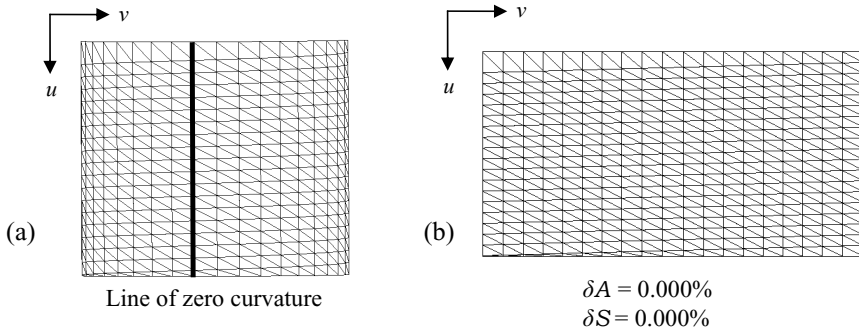 v
u
(a)
Line of zero curvature
v
u
(b)
δA = 0.000%
δS = 0.000%